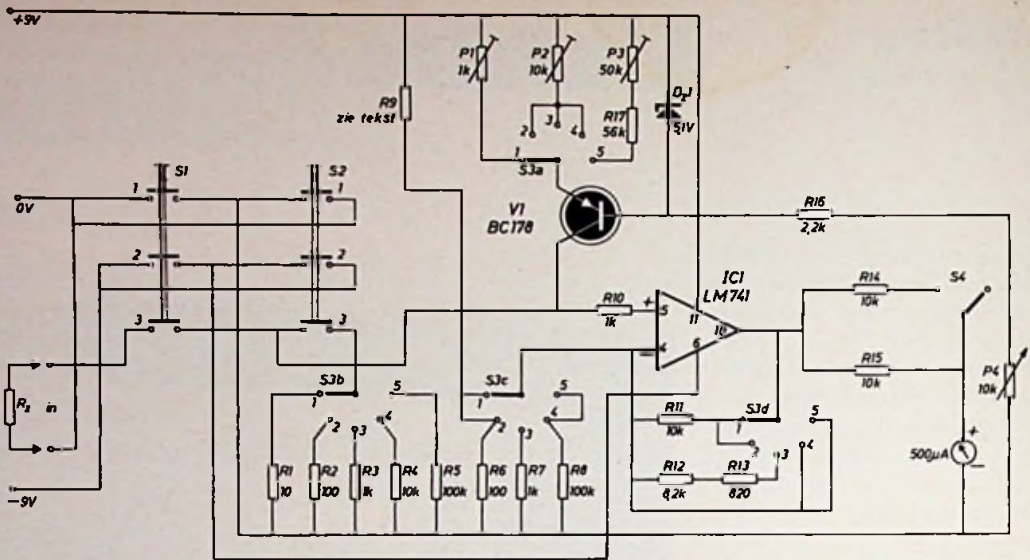 +9V
P1
1k
P2
10k
P3
50k
R9
zie tekst
DZ1
5,1V
R17
56k
2 3 4
1 5
S3a
S1
S2
1 1
0V
V1
BC178
R16
2,2k
2 2
IC1
LM741
R14
10k
S4
R10
1k
+
5
11
10
4
=
6
3 3
R15
10k
P4
10k
Rx
in
S3b
1 5
2 3 4
S3c
1 5
2 3 4
R11
10k
S3d
1 5
2 3 4
+
500µA
–
R12
8,2k
R13
820
R1
10
R2
100
R3
1k
R4
10k
R5
100k
R6
100
R7
1k
R8
100k
–9V